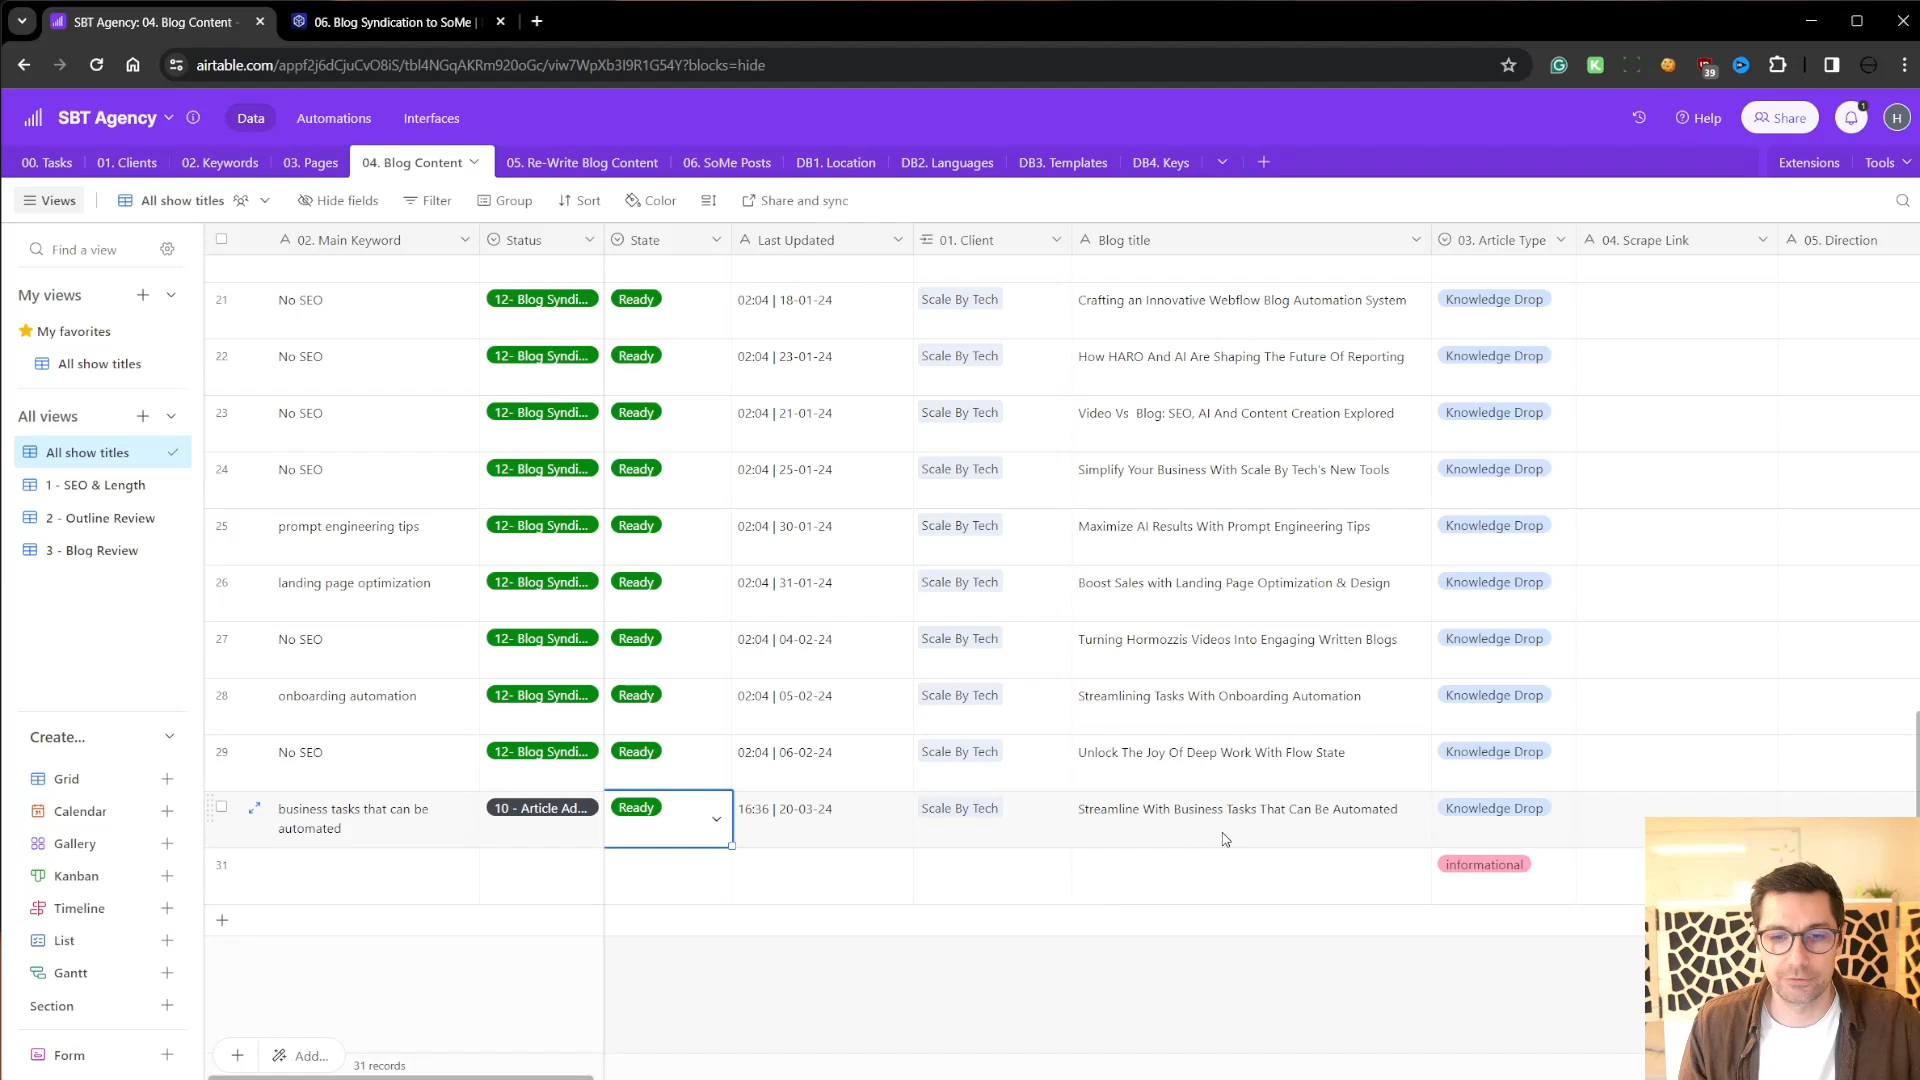 SBT Agency: 04. Blog Content -
06. Blog Syndication to SoMe |
airtable.com/appf2j6dCjuCvO8iS/tbl4NGqAKRm920oGc/viw7WpXb3I9R1G54Y?blocks=hide
39
SBT Agency
Data
Automations
Interfaces
Help
Share
1
H
00. Tasks
01. Clients
02. Keywords
03. Pages
04. Blog Content
05. Re-Write Blog Content
06. SoMe Posts
DB1. Location
DB2. Languages
DB3. Templates
DB4. Keys
Extensions
Tools
Views
All show titles
Hide fields
Filter
Group
Sort
Color
Share and sync
Find a view
My views
My favorites
All show titles
All views
All show titles
1 - SEO & Length
2 - Outline Review
3 - Blog Review
Create...
Grid
Calendar
Gallery
Kanban
Timeline
List
Gantt
Section
Form
02. Main Keyword Status State Last Updated 01. Client Blog title 03. Article Type 04. Scrape Link 05. Direction
21 No SEO 12- Blog Syndi... Ready 02:04 | 18-01-24 Scale By Tech Crafting an Innovative Webflow Blog Automation System Knowledge Drop
22 No SEO 12- Blog Syndi... Ready 02:04 | 23-01-24 Scale By Tech How HARO And AI Are Shaping The Future Of Reporting Knowledge Drop
23 No SEO 12- Blog Syndi... Ready 02:04 | 21-01-24 Scale By Tech Video Vs Blog: SEO, AI And Content Creation Explored Knowledge Drop
24 No SEO 12- Blog Syndi... Ready 02:04 | 25-01-24 Scale By Tech Simplify Your Business With Scale By Tech's New Tools Knowledge Drop
25 prompt engineering tips 12- Blog Syndi... Ready 02:04 | 30-01-24 Scale By Tech Maximize AI Results With Prompt Engineering Tips Knowledge Drop
26 landing page optimization 12- Blog Syndi... Ready 02:04 | 31-01-24 Scale By Tech Boost Sales with Landing Page Optimization & Design Knowledge Drop
27 No SEO 12- Blog Syndi... Ready 02:04 | 04-02-24 Scale By Tech Turning Hormozzis Videos Into Engaging Written Blogs Knowledge Drop
28 onboarding automation 12- Blog Syndi... Ready 02:04 | 05-02-24 Scale By Tech Streamlining Tasks With Onboarding Automation Knowledge Drop
29 No SEO 12- Blog Syndi... Ready 02:04 | 06-02-24 Scale By Tech Unlock The Joy Of Deep Work With Flow State Knowledge Drop
business tasks that can be 10 - Article Ad... Ready 16:36 | 20-03-24 Scale By Tech Streamline With Business Tasks That Can Be Automated Knowledge Drop
automated
31 informational
Add...
31 records